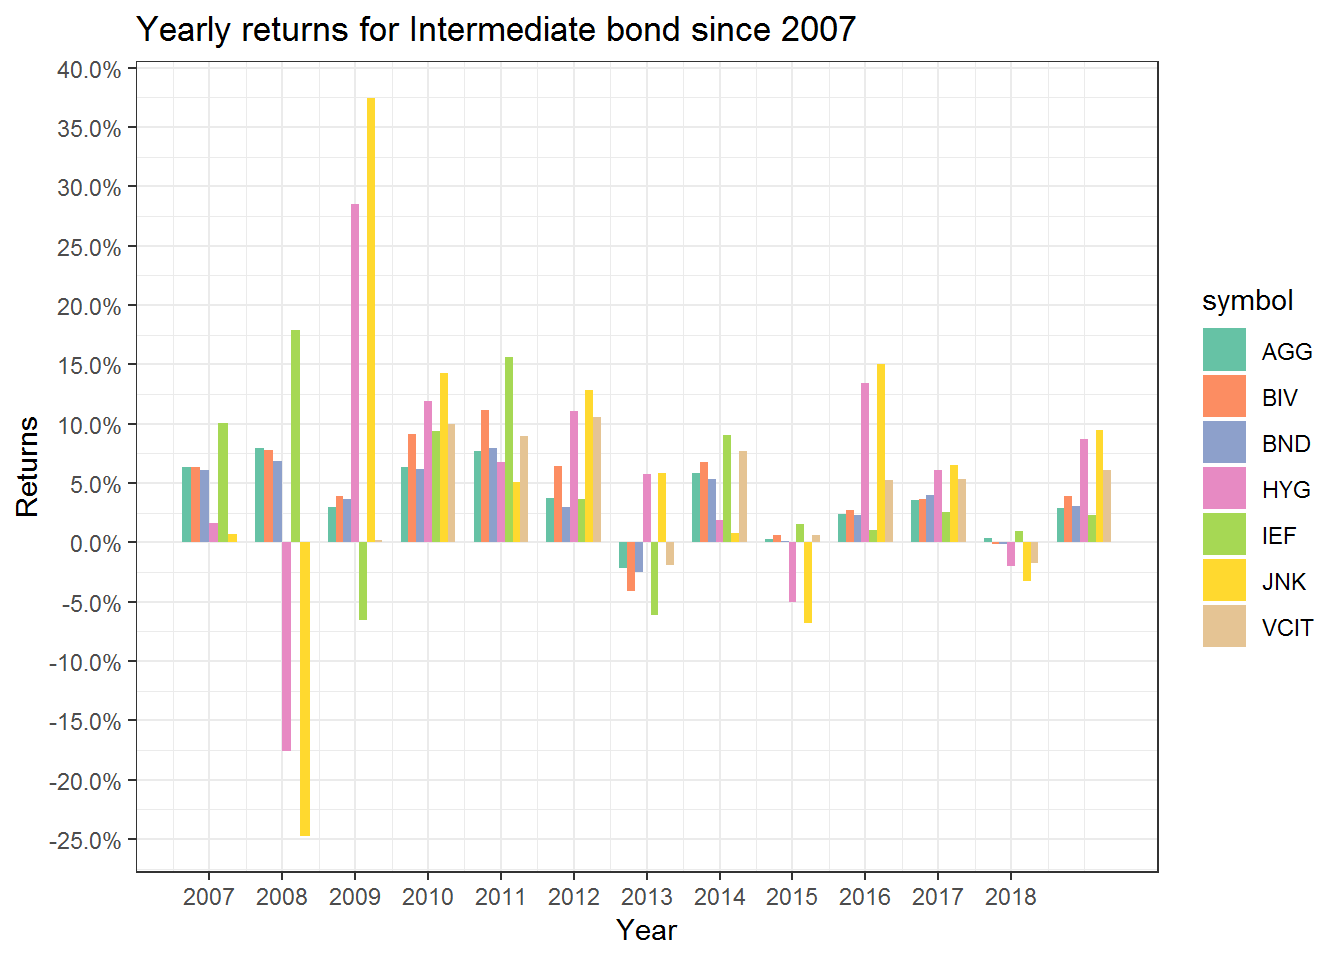 Yearly returns for Intermediate bond since 2007
40.0%
35.0%
30.0%
25.0%
20.0%
15.0%
10.0%
5.0%
0.0%
-5.0%
-10.0%
-15.0%
-20.0%
-25.0%
Returns
2007 2008 2009 2010 2011 2012 2013 2014 2015 2016 2017 2018
Year
symbol
AGG
BIV
BND
HYG
IEF
JNK
VCIT